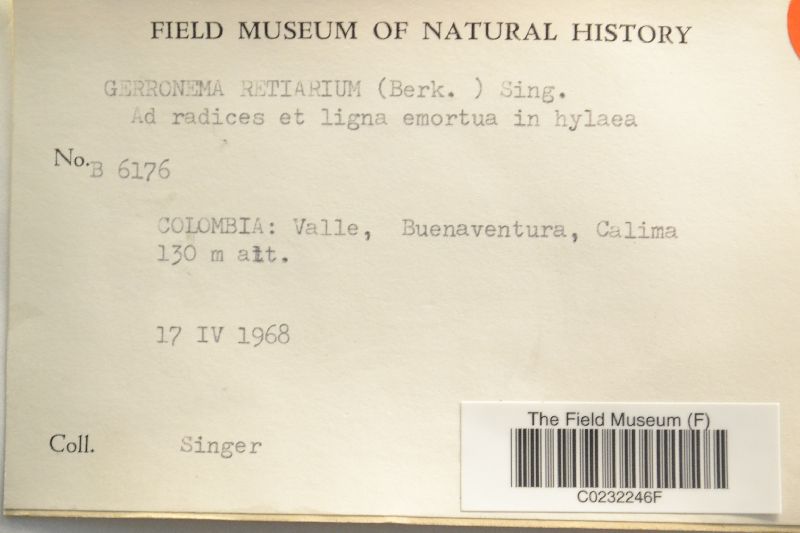 FIELD MUSEUM OF NATURAL HISTORY
GERRONEMA RETIARIUM (Berk. ) Sing.
Ad radices et ligna emortua in hylaea
No. B 6176
COLOMBIA: Valle, Buenaventura, Calima
130 m alt.
17 IV 1968
Coll. Singer
The Field Museum (F)
C0232246F